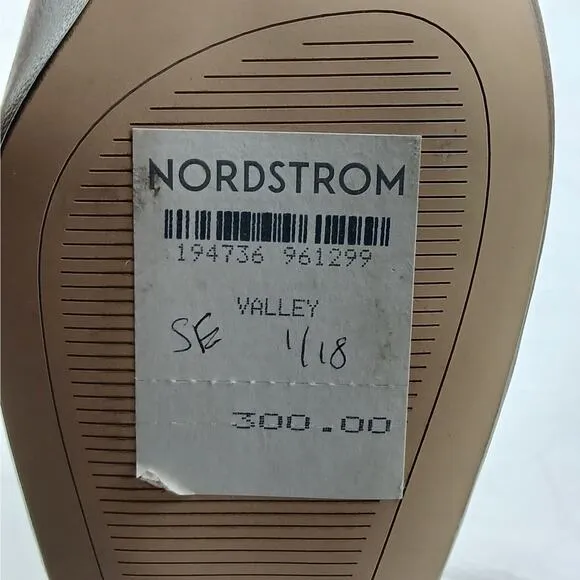 NORDSTROM
194736 961299
VALLEY
SE 1/18
300.00